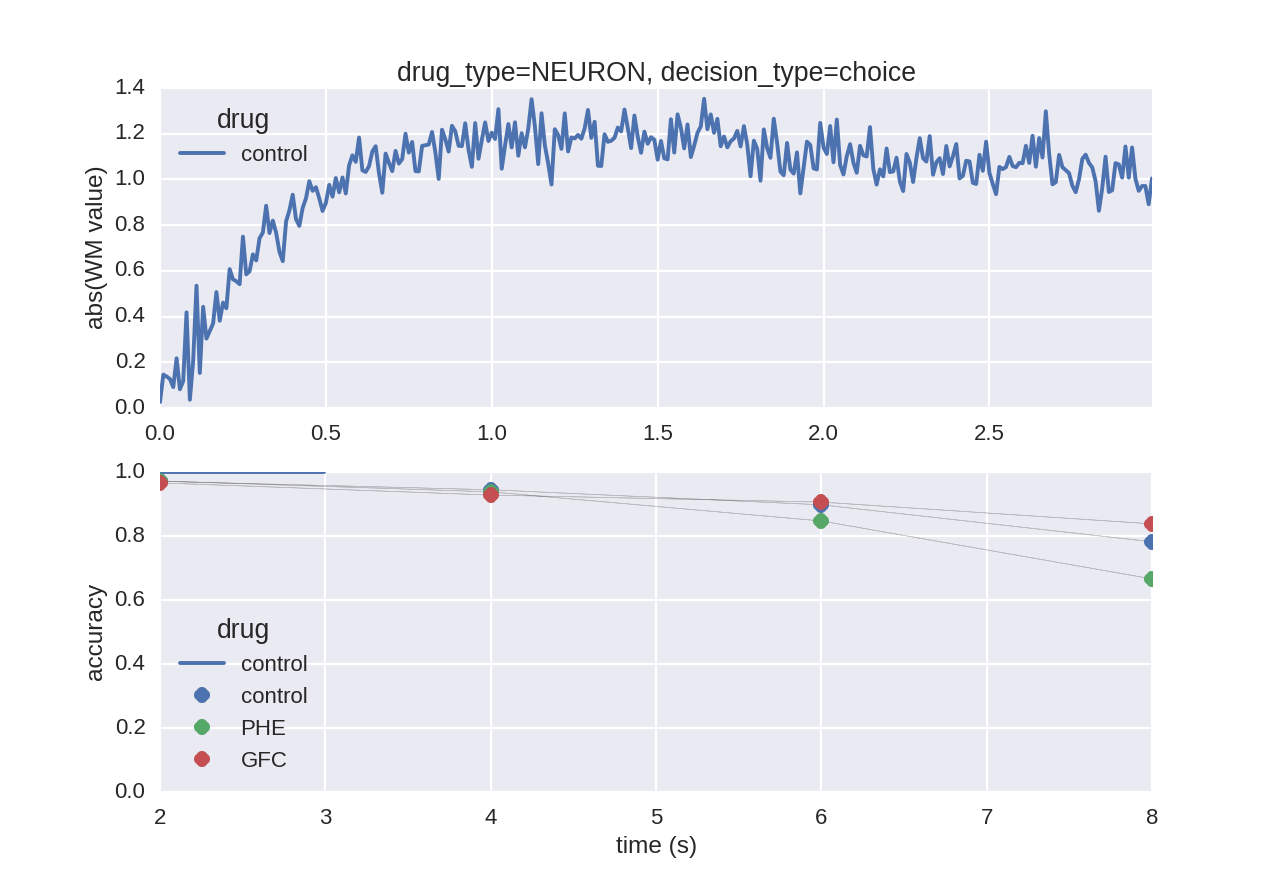 drug_type=NEURON, decision_type=choice
abs(WM value)
1.4
1.2
1.0
0.8
0.6
0.4
0.2
0.0
drug
control
0.0 0.5 1.0 1.5 2.0 2.5
accuracy
1.0
0.8
0.6
0.4
0.2
0.0
drug
control
control
PHE
GFC
2 3 4 5 6 7 8
time (s)